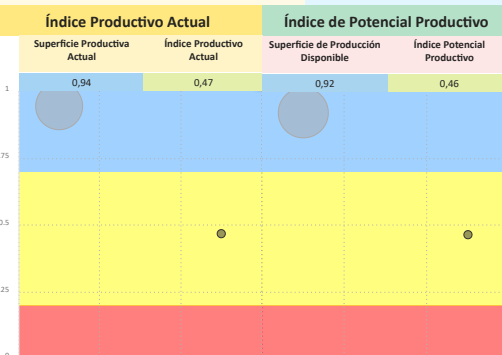 Índice Productivo Actual
Índice de Potencial Productivo
Superficie Productiva
Actual
Índice Productivo
Actual
Superficie de Producción
Disponible
Índice Potencial
Productivo
0,94
0,47
0,92
0,46
1
.75
0.5
.25
0